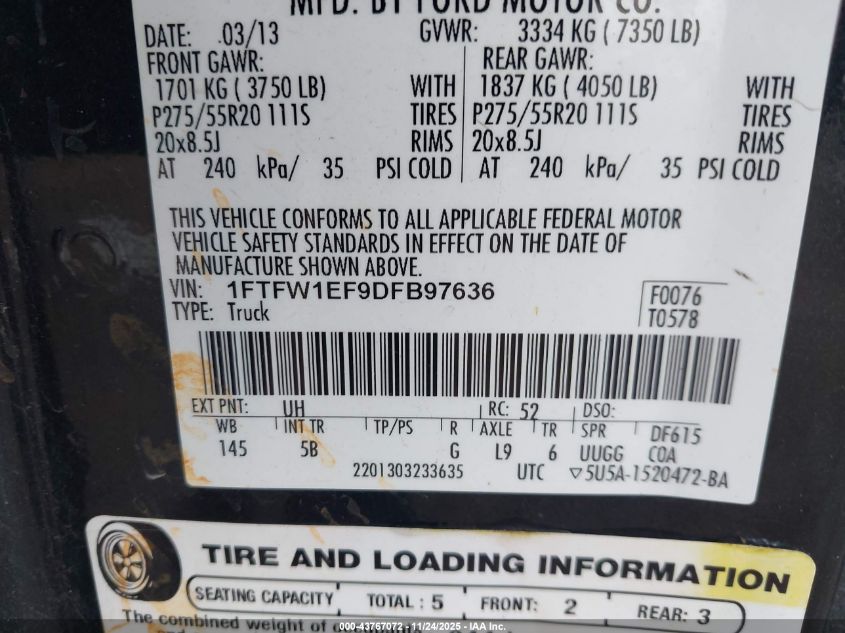 MFD. BY FORD MOTOR CO.
DATE: 03/13 GVWR: 3334 KG ( 7350 LB)
FRONT GAWR: REAR GAWR:
1701 KG ( 3750 LB) WITH 1837 KG ( 4050 LB) WITH
P275/55R20 111S TIRES P275/55R20 111S TIRES
20x8.5J RIMS 20x8.5J RIMS
AT 240 kPa/ 35 PSI COLD AT 240 kPa/ 35 PSI COLD
THIS VEHICLE CONFORMS TO ALL APPLICABLE FEDERAL MOTOR
VEHICLE SAFETY STANDARDS IN EFFECT ON THE DATE OF
MANUFACTURE SHOWN ABOVE.
VIN: 1FTFW1EF9DFB97636 F0076
TYPE: Truck T0578
EXT PNT: UH RC: 52 DSO:
WB INT TR TP/PS R AXLE TR SPR DF615
145 5B G L9 6 UUGG COA
2201303233635 UTC ▽5U5A-1520472-BA
TIRE AND LOADING INFORMATION
SEATING CAPACITY TOTAL : 5 FRONT: 2 REAR: 3
The combined weight of
00-43767072 - 11/24/2025 - IAA Inc.